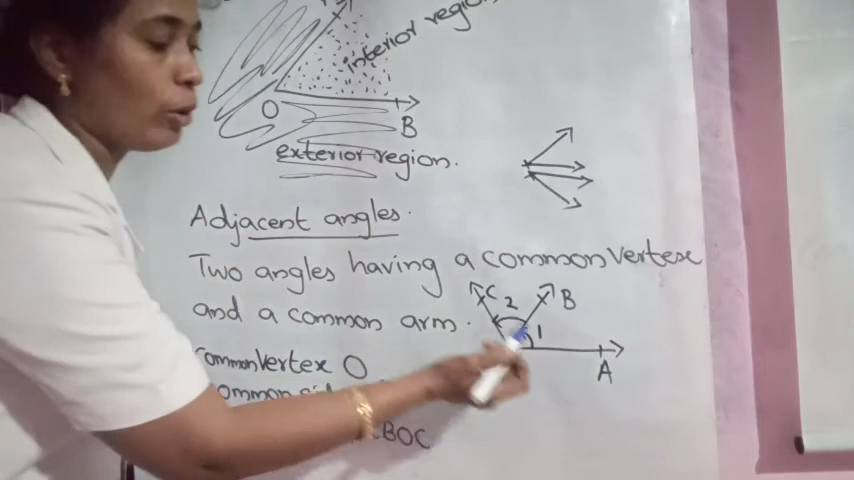 interior region
O
B
exterior region.
Adjacent angles.
Two angles having a common vertex
and a common arm.
C 2 B
1
A
Common Vertex O
BOC